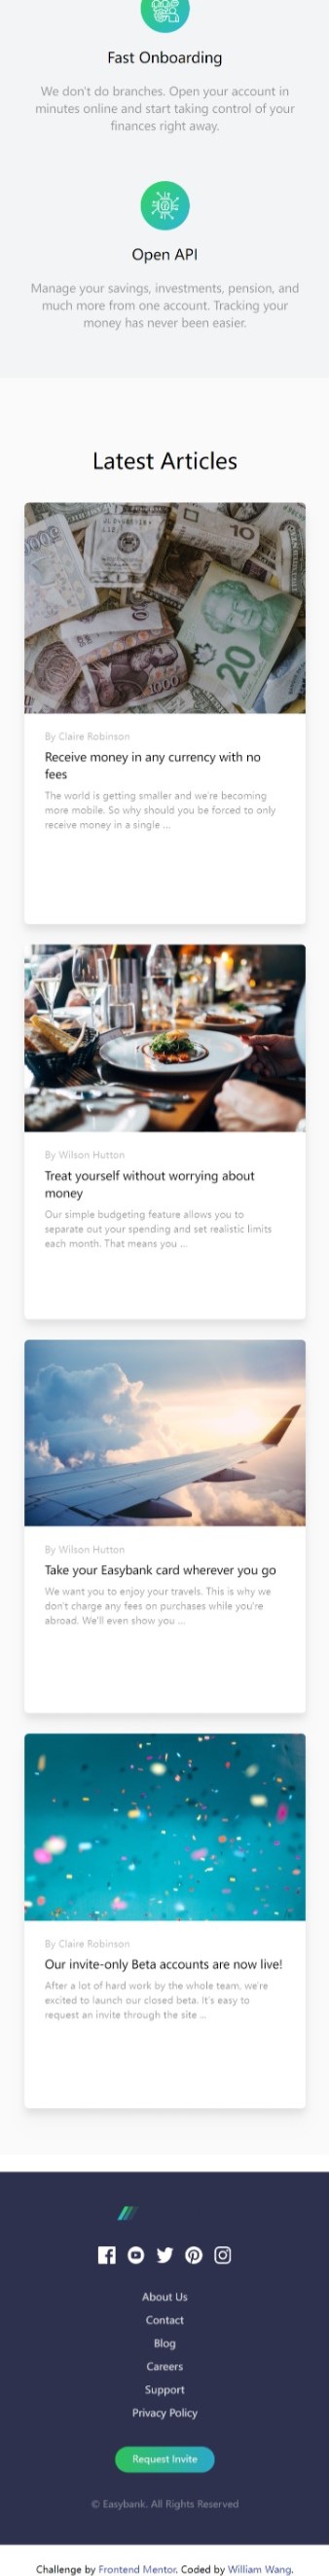 Fast Onboarding
We don't do branches. Open your account in
minutes online and start taking control of your
finances right away.
Open API
Manage your savings, investments, pension, and
much more from one account. Tracking your
money has never been easier.
Latest Articles
10
20
1000
By Claire Robinson
Receive money in any currency with no
fees
The world is getting smaller and we're becoming
more mobile. So why should you be forced to only
receive money in a single ...
By Wilson Hutton
Treat yourself without worrying about
money
Our simple budgeting feature allows you to
separate out your spending and set realistic limits
each month. That means you ...
By Wilson Hutton
Take your Easybank card wherever you go
We want you to enjoy your travels. This is why we
don't charge any fees on purchases while you're
abroad. We'll even show you ...
By Claire Robinson
Our invite-only Beta accounts are now live!
After a lot of hard work by the whole team, we're
excited to launch our closed beta. It's easy to
request an invite through the site ...
About Us
Contact
Blog
Careers
Support
Privacy Policy
Request Invite
© Easybank. All Rights Reserved
Challenge by Frontend Mentor. Coded by William Wang.